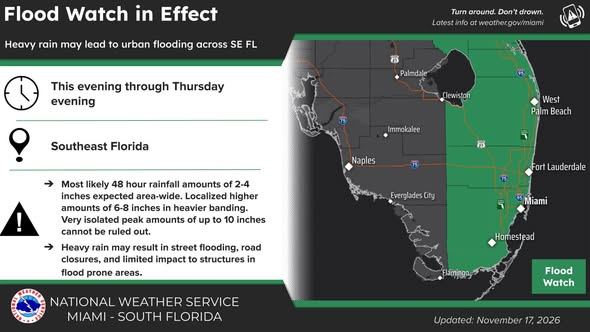 Flood Watch in Effect
Turn around. Don't drown.
Latest info at weather.gov/miami
Heavy rain may lead to urban flooding across SE FL
This evening through Thursday
evening
Southeast Florida
→ Most likely 48 hour rainfall amounts of 2-4
inches expected area-wide. Localized higher
amounts of 6-8 inches in heavier banding.
Very isolated peak amounts of up to 10 inches
cannot be ruled out.
→ Heavy rain may result in street flooding, road
closures, and limited impact to structures in
flood prone areas.
Palmdale
Clewiston
West
Palm Beach
Immokalee
Naples
Fort Lauderdale
Everglades City
Miami
Homestead
Flamingo
75
75
75
95
95
Flood
Watch
NATIONAL WEATHER SERVICE
MIAMI - SOUTH FLORIDA
Updated: November 17, 2026